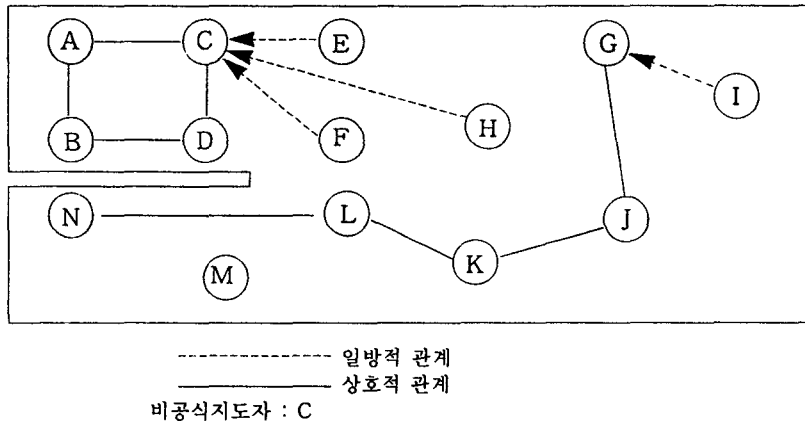 A C E G
I
B D F H
N L J
M K
일방적 관계
상호적 관계
비공식지도자 : C